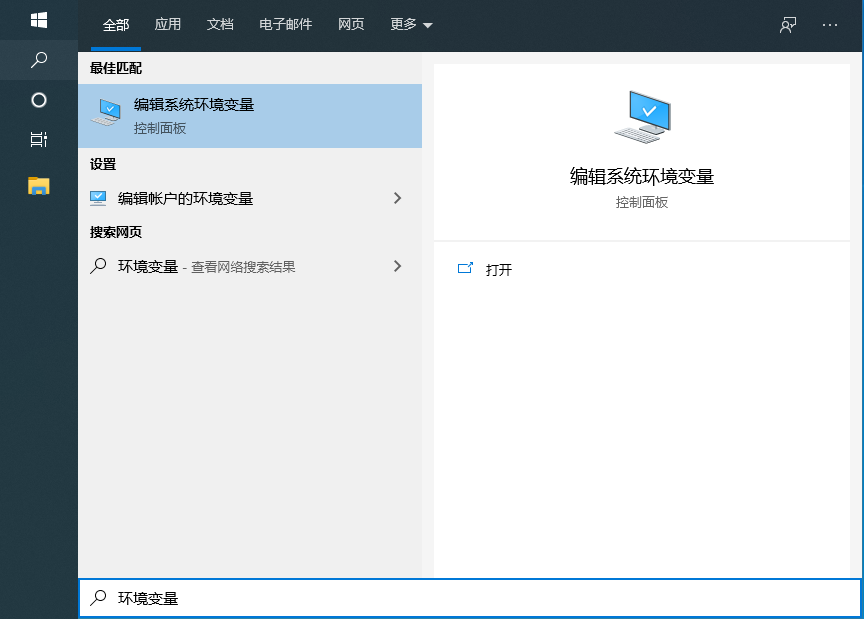 全部 应用 文档 电子邮件 网页 更多
最佳匹配
编辑系统环境变量
控制面板
设置
编辑帐户的环境变量
搜索网页
环境变量 - 查看网络搜索结果
编辑系统环境变量
控制面板
打开
环境变量